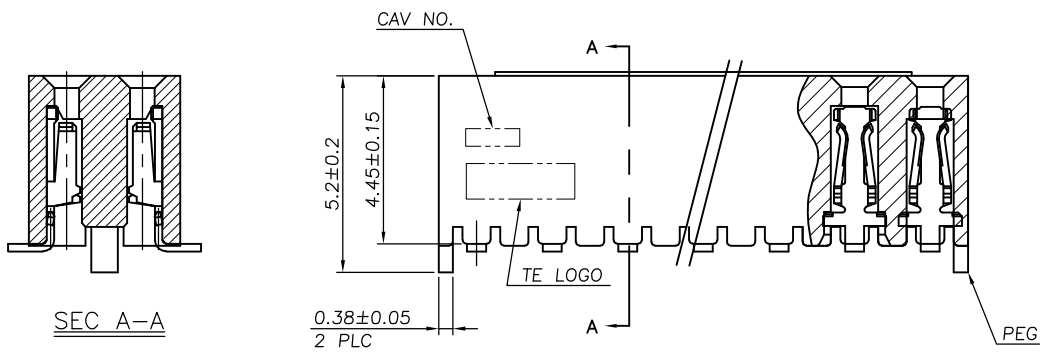 CAV NO.
A
5.2±0.2
4.45±0.15
TE LOGO
0.38±0.05
2 PLC
A
PEG
SEC A-A